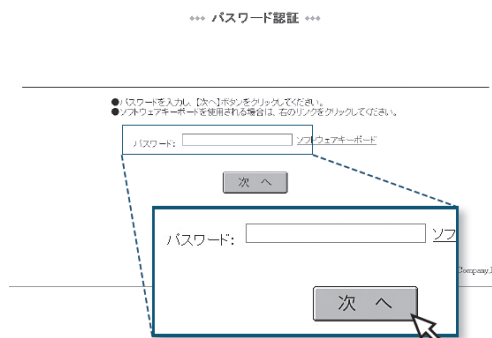 *** パスワード認証 ***
●パスワードを入力し、【次へ】ボタンをクリックしてください。
●ソフトウェアキーボードを使用される場合は、右のリンクをクリックしてください。
パスワード: ソフトウェアキーボード
次 へ
パスワード: ソフ
Company,
次 へ